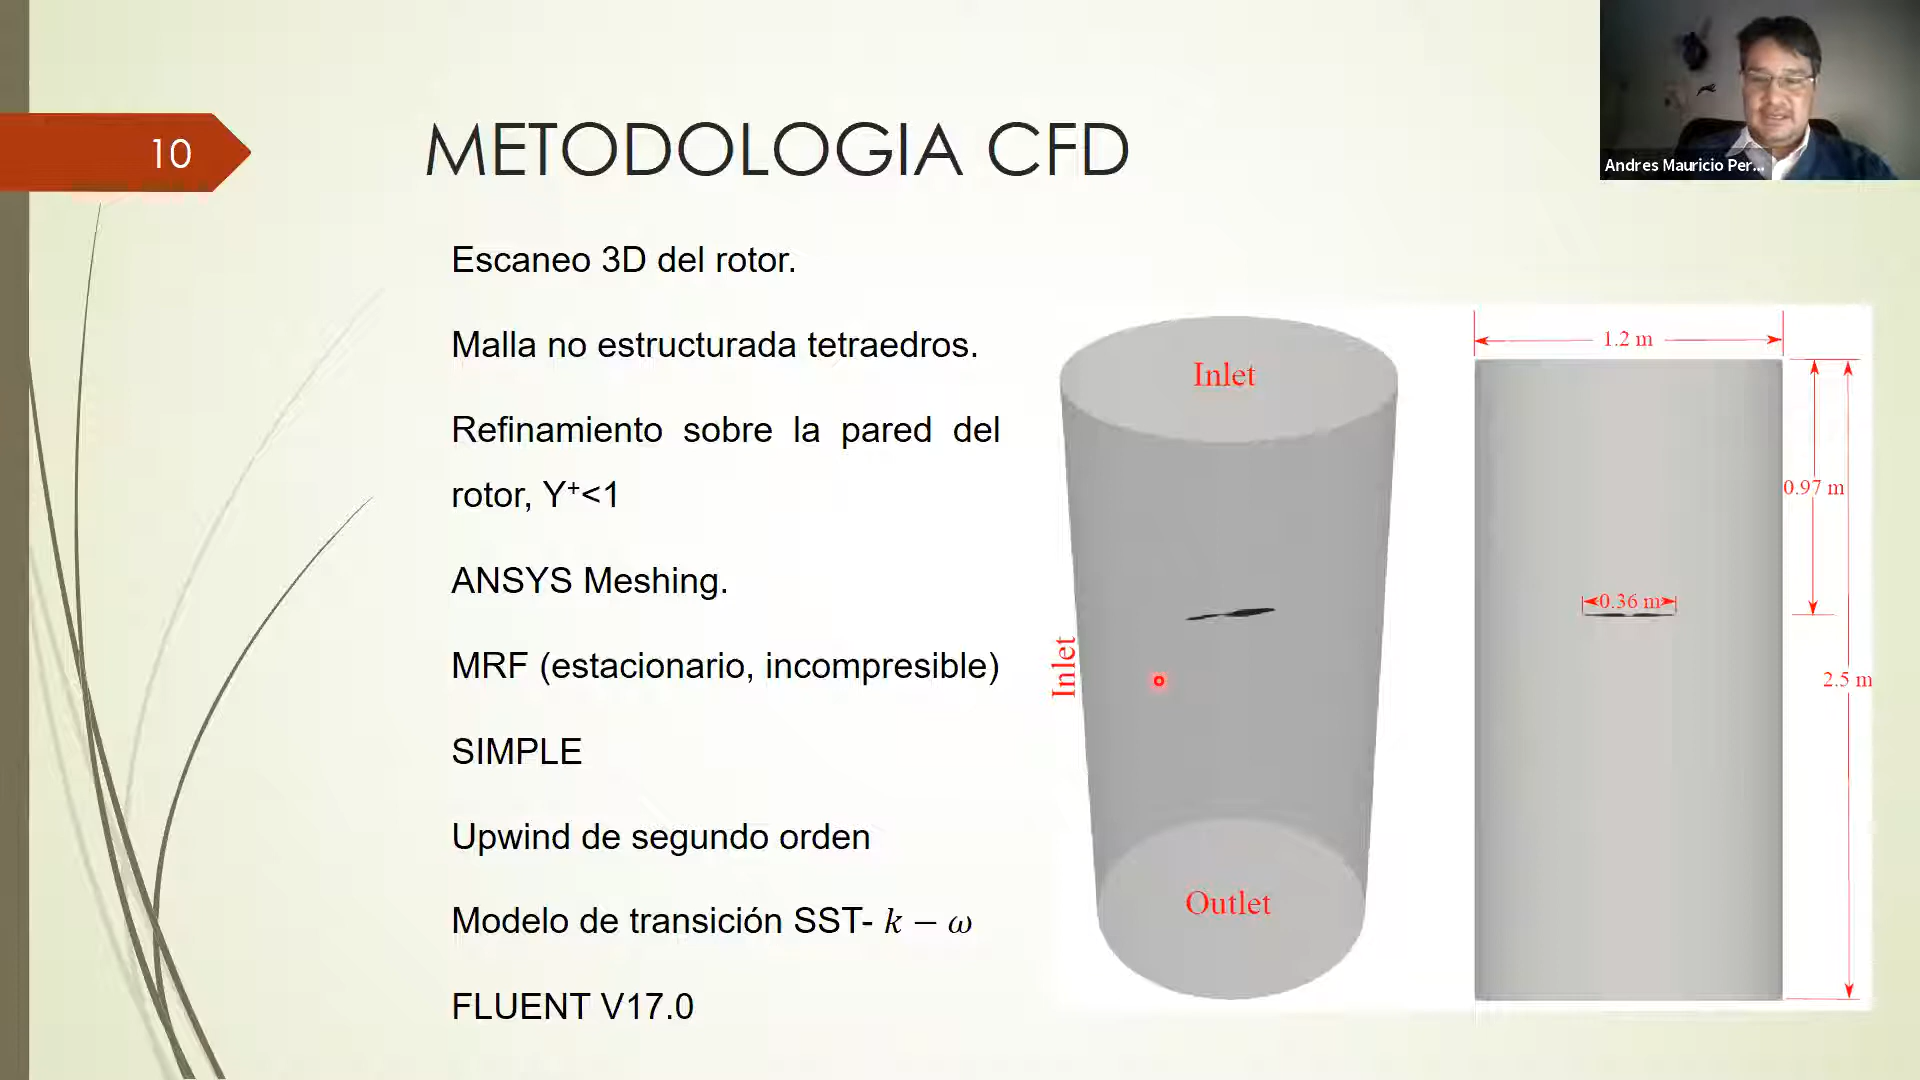 10
METODOLOGIA CFD
Andres Mauricio Per...
Escaneo 3D del rotor.
Malla no estructurada tetraedros.
Refinamiento sobre la pared del
rotor, Y⁺<1
ANSYS Meshing.
MRF (estacionario, incompresible)
SIMPLE
Upwind de segundo orden
Modelo de transición SST- k − ω
FLUENT V17.0
Inlet
Inlet
Outlet
1.2 m
0.97 m
0.36 m
2.5 m